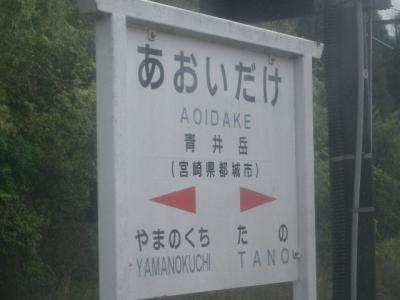 あおいだけ
AOIDAKE
青井岳
(宮崎県都城市)
やまのくち たの
YAMANOKUCHI TANO